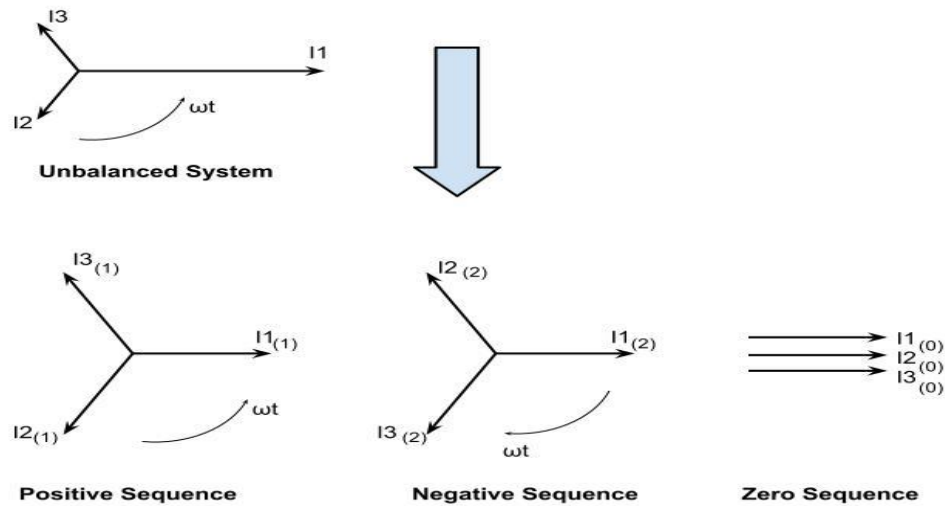 I3
I1
I2
ωt
Unbalanced System
I3(1)
I1(1)
I2(1)
ωt
Positive Sequence
I2(2)
I1(2)
I3(2)
ωt
Negative Sequence
I1(0)
I2(0)
I3(0)
Zero Sequence